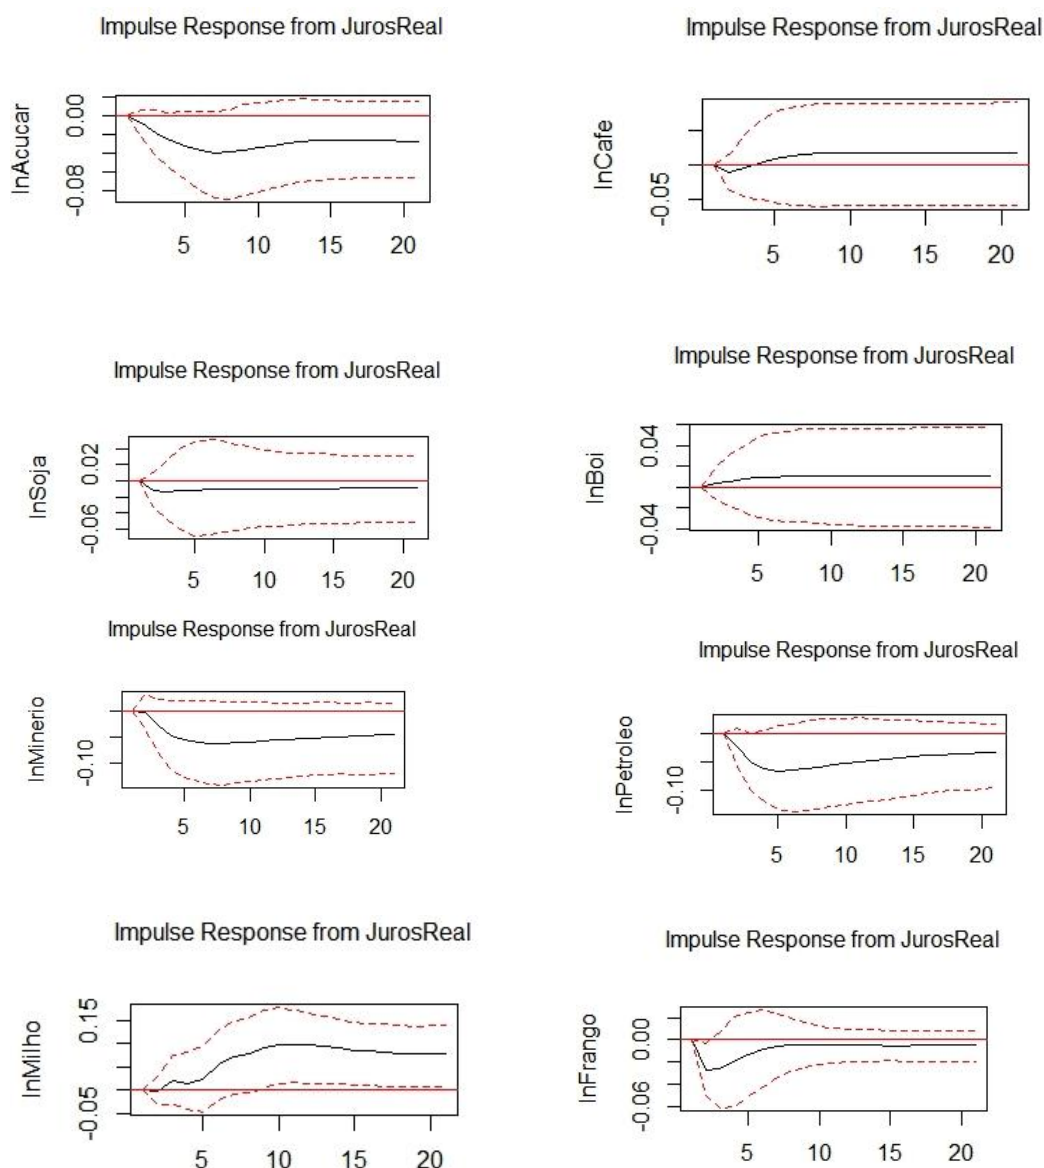 Impulse Response from JurosReal
lnAcucar
0.00
-0.08
5 10 15 20
Impulse Response from JurosReal
lnCafe
-0.05
5 10 15 20
Impulse Response from JurosReal
lnSoja
0.02
-0.06
5 10 15 20
Impulse Response from JurosReal
lnBoi
0.04
-0.04
5 10 15 20
Impulse Response from JurosReal
lnMinerio
-0.10
5 10 15 20
Impulse Response from JurosReal
lnPetroleo
-0.10
5 10 15 20
Impulse Response from JurosReal
lnMilho
0.15
-0.05
5 10 15 20
Impulse Response from JurosReal
lnFrango
0.00
-0.06
5 10 15 20